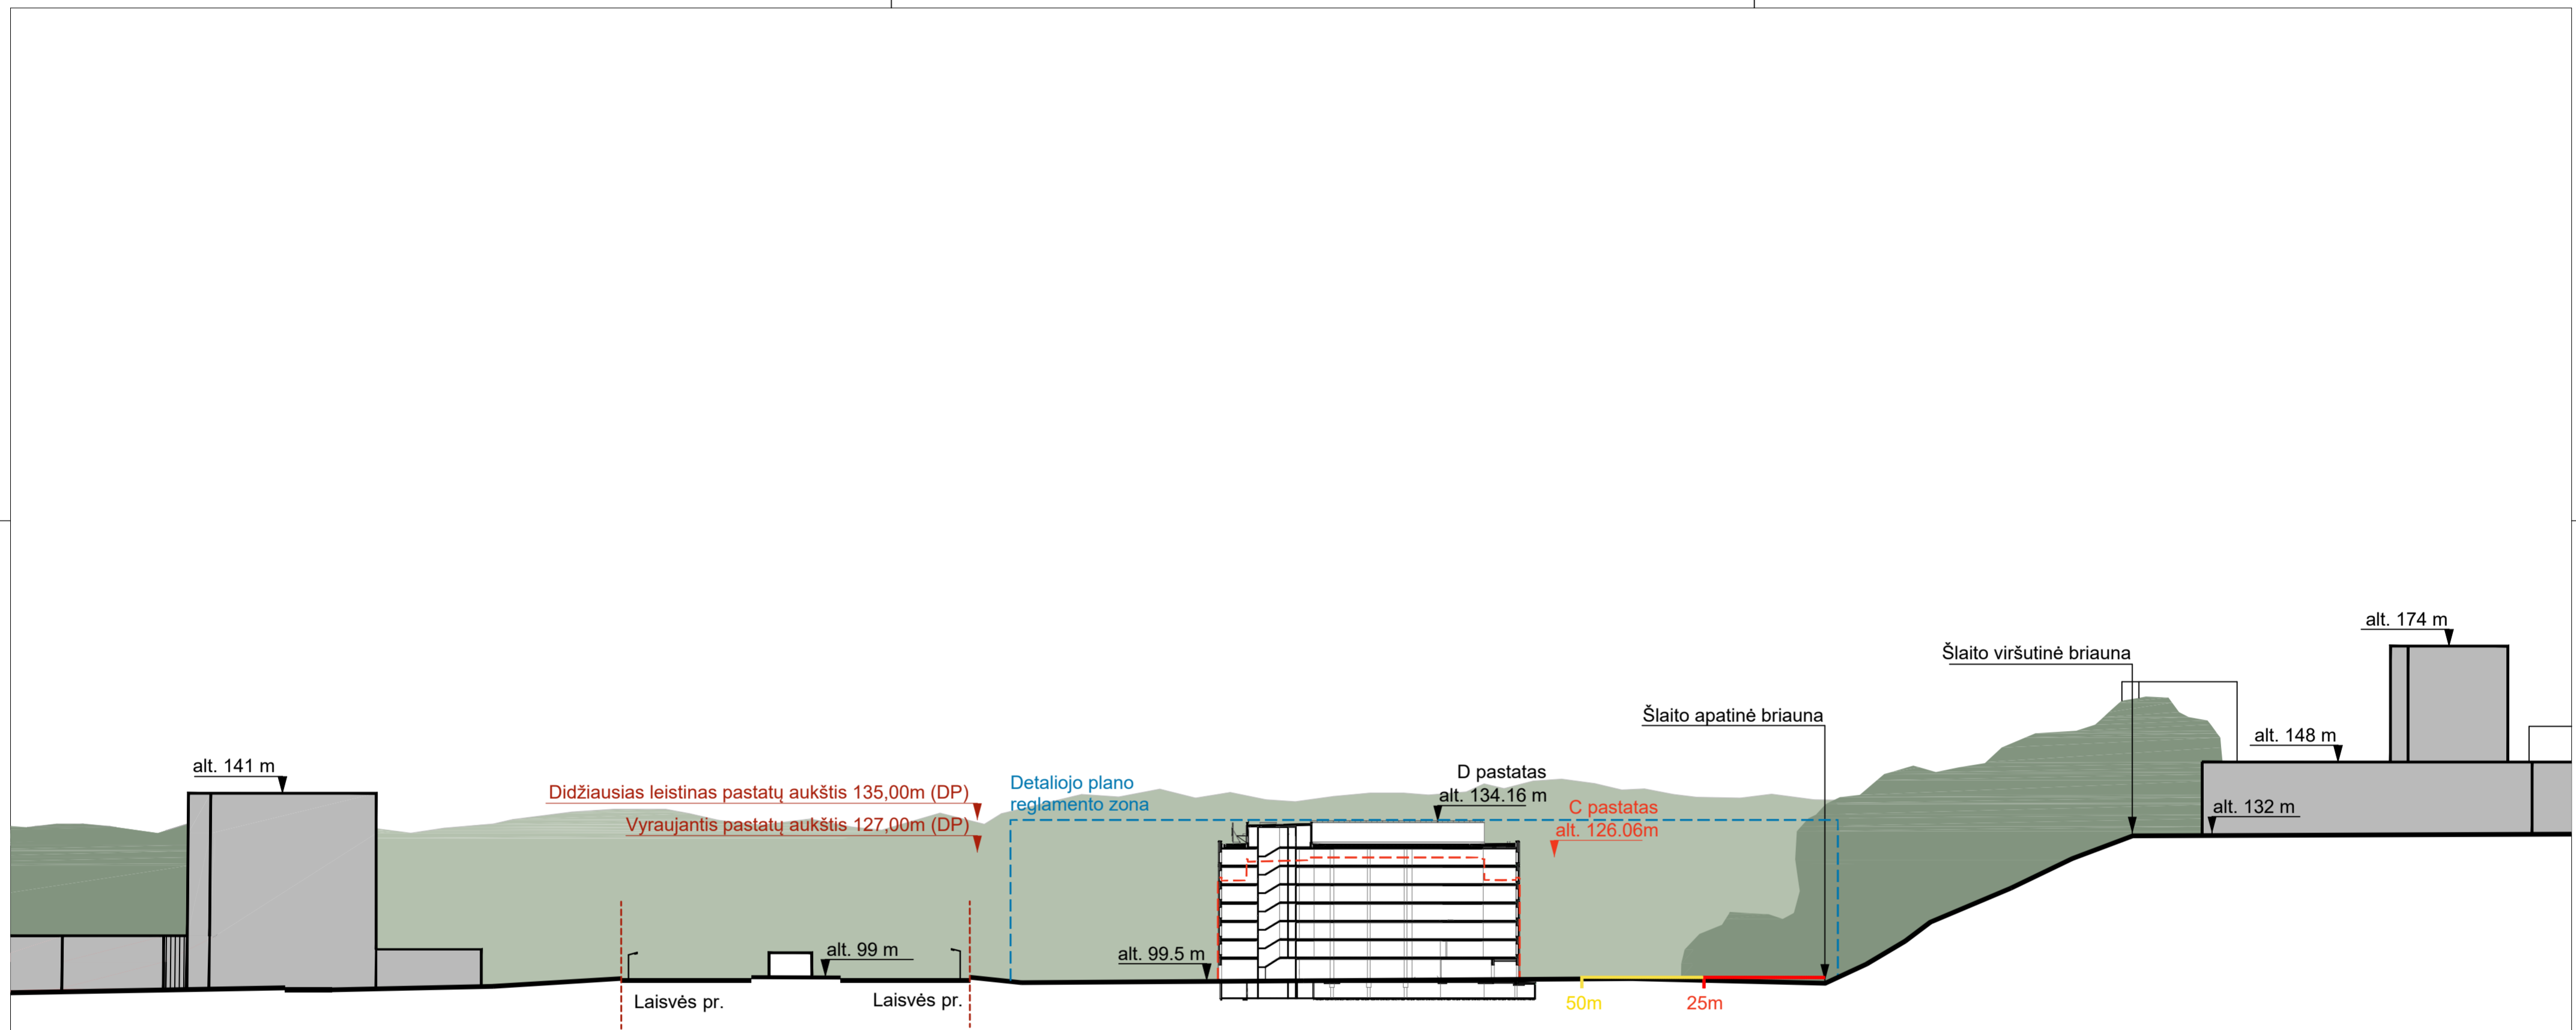 alt. 174 m
Šlaito viršutinė briauna
Šlaito apatinė briauna
alt. 148 m
alt. 141 m
D pastatas
alt. 134.16 m
Detaliojo plano
reglamento zona
Didžiausias leistinas pastatų aukštis 135,00m (DP)
C pastatas
alt. 126.06m
alt. 132 m
Vyraujantis pastatų aukštis 127,00m (DP)
alt. 99 m
alt. 99.5 m
Laisvės pr.
Laisvės pr.
50m
25m